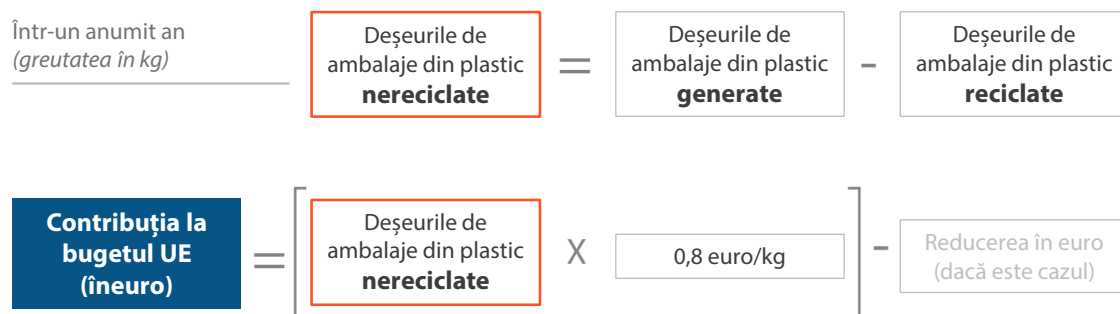 Într-un anumit an
(greutatea în kg)
Deșeurile de
ambalaje din plastic
nereciclate
=
Deșeurile de
ambalaje din plastic
generate
-
Deșeurile de
ambalaje din plastic
reciclate
Contribuția la
bugetul UE
(îneuro)
=
Deșeurile de
ambalaje din plastic
nereciclate
X
0,8 euro/kg
-
Reducerea în euro
(dacă este cazul)